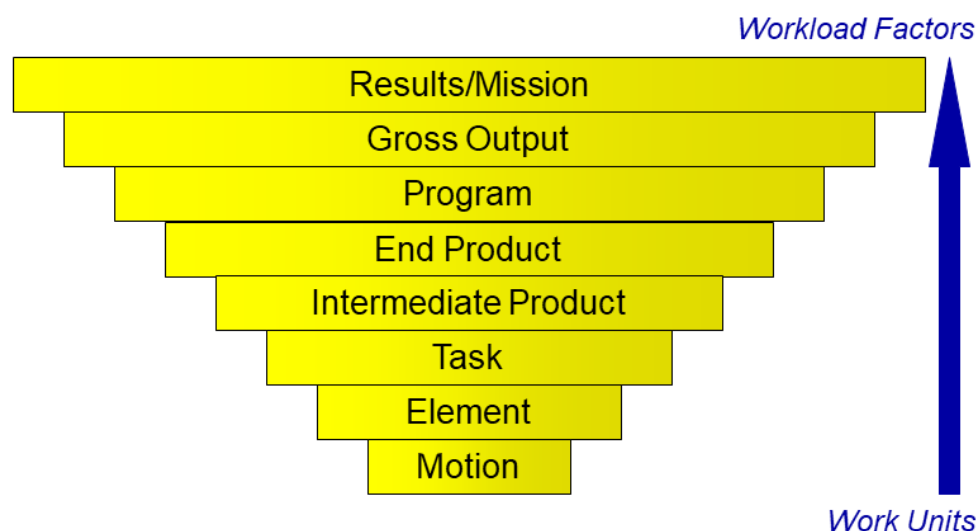 Workload Factors
Results/Mission
Gross Output
Program
End Product
Intermediate Product
Task
Element
Motion
Work Units